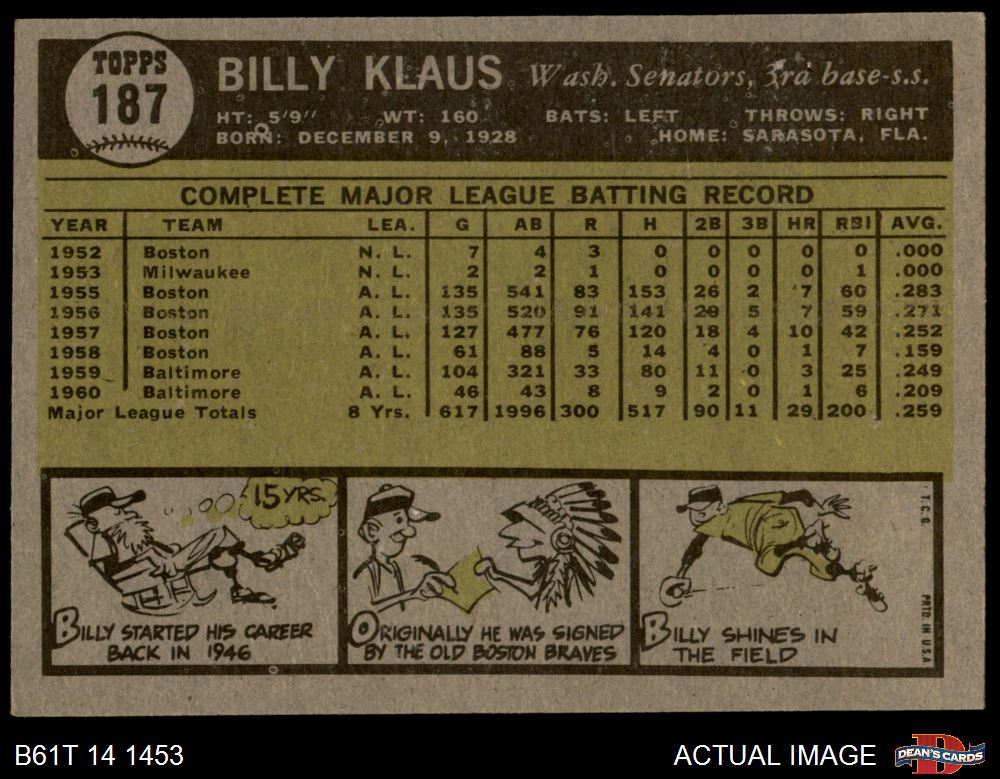 TOPPS
187
BILLY KLAUS Wash. Senators, 3rd base-s.s.
HT: 5'9" WT: 160 BATS: LEFT THROWS: RIGHT
BORN: DECEMBER 9, 1928 HOME: SARASOTA, FLA.
COMPLETE MAJOR LEAGUE BATTING RECORD
YEAR TEAM LEA. G AB R H 2B 3B HR RBI AVG.
1952 Boston N. L. 7 4 3 0 0 0 0 0 .000
1953 Milwaukee N. L. 2 2 1 0 0 0 0 1 .000
1955 Boston A. L. 135 541 83 153 26 2 7 60 .283
1956 Boston A. L. 135 520 91 141 29 5 7 59 .271
1957 Boston A. L. 127 477 76 120 18 4 10 42 .252
1958 Boston A. L. 61 88 5 14 4 0 1 7 .159
1959 Baltimore A. L. 104 321 33 80 11 0 3 25 .249
1960 Baltimore A. L. 46 43 8 9 2 0 1 6 .209
Major League Totals 8 Yrs. 617 1996 300 517 90 11 29 200 .259
15 YRS.
BILLY STARTED HIS CAREER
BACK IN 1946
ORIGINALLY HE WAS SIGNED
BY THE OLD BOSTON BRAVES
BILLY SHINES IN
THE FIELD
T.C.G.
PRTD. IN U.S.A.
B61T 14 1453
ACTUAL IMAGE
DEAN'S CARDS